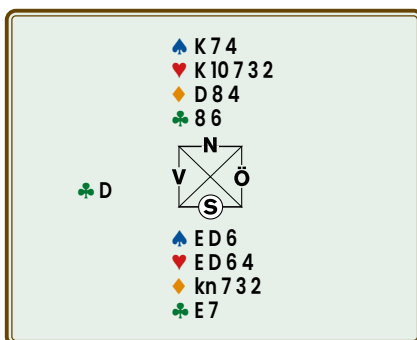 ♠ K 7 4
♥ K 10 7 3 2
♦ D 8 4
♣ 8 6
N
V Ö
S
♣ D
♠ E D 6
♥ E D 6 4
♦ kn 7 3 2
♣ E 7